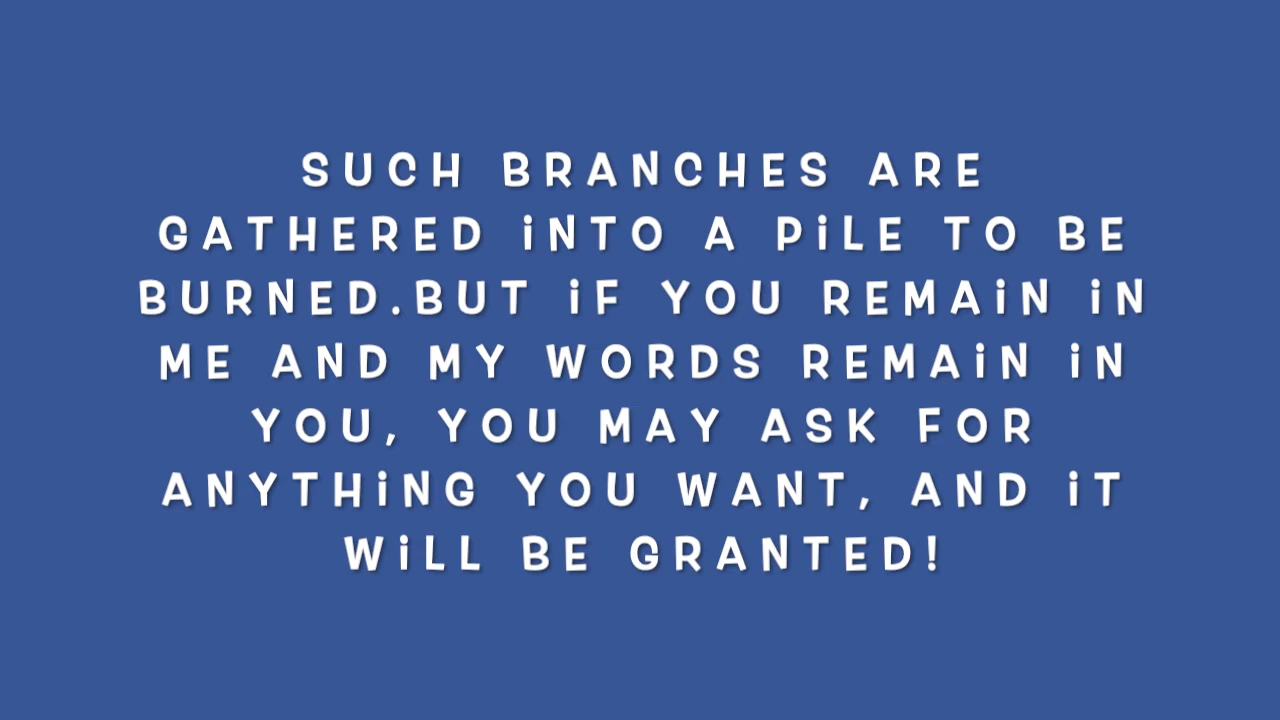 SUCH BRANCHES ARE
GATHERED iNTO A PiLE TO BE
BURNED.BUT iF YOU REMAiN iN
ME AND MY WORDS REMAiN iN
YOU, YOU MAY ASK FOR
ANYTHiNG YOU WANT, AND iT
WiLL BE GRANTED!